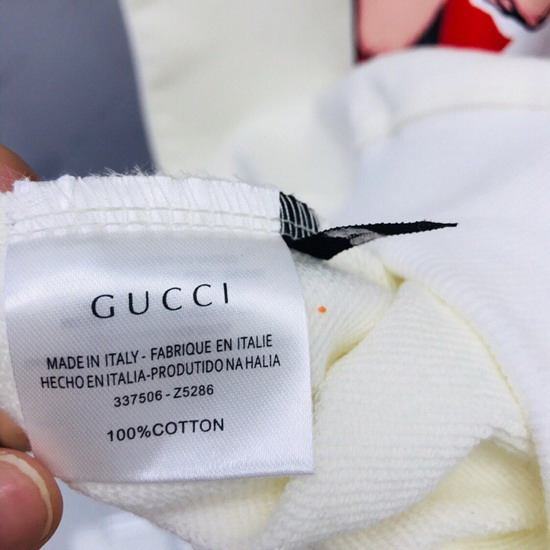 GUCCI
MADE IN ITALY - FABRIQUE EN ITALIE
HECHO EN ITALIA-PRODUTIDO NA HALIA
337506 - Z5286
100%COTTON